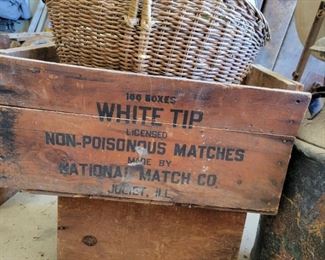 100 BOXES
WHITE TIP
LICENSED
NON-POISONOUS MATCHES
MADE BY
NATIONAL MATCH CO.
JOLIET, ILL.